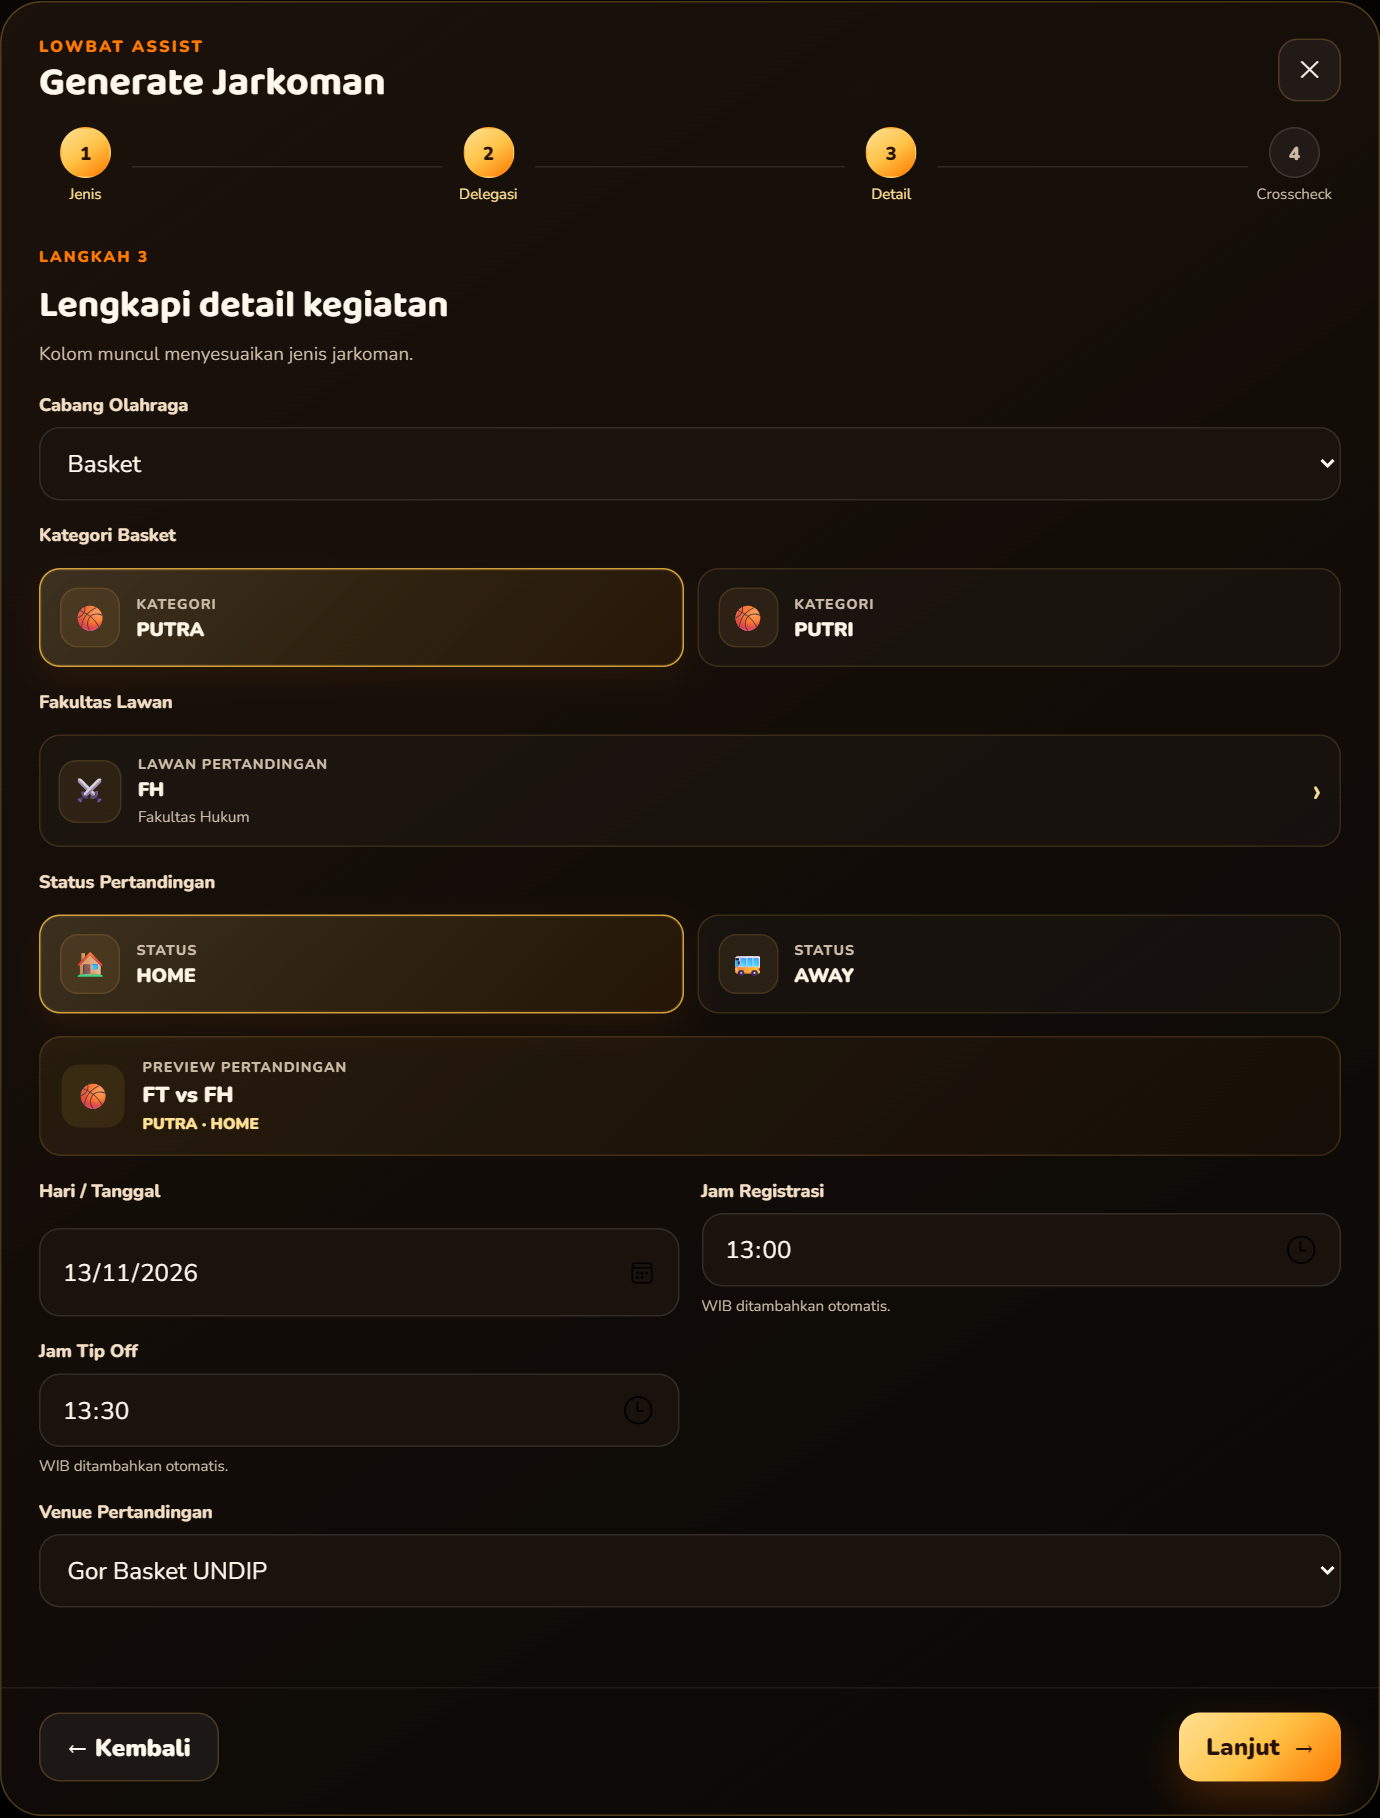 LOWBAT ASSIST
Generate Jarkoman
1
2
3
4
Jenis
Delegasi
Detail
Crosscheck
LANGKAH 3
Lengkapi detail kegiatan
Kolom muncul menyesuaikan jenis jarkoman.
Cabang Olahraga
Basket
Kategori Basket
KATEGORI
PUTRA
KATEGORI
PUTRI
Fakultas Lawan
LAWAN PERTANDINGAN
FH
Fakultas Hukum
Status Pertandingan
STATUS
HOME
STATUS
AWAY
PREVIEW PERTANDINGAN
FT vs FH
PUTRA · HOME
Hari / Tanggal
13/11/2026
Jam Registrasi
13:00
WIB ditambahkan otomatis.
Jam Tip Off
13:30
WIB ditambahkan otomatis.
Venue Pertandingan
Gor Basket UNDIP
← Kembali
Lanjut →